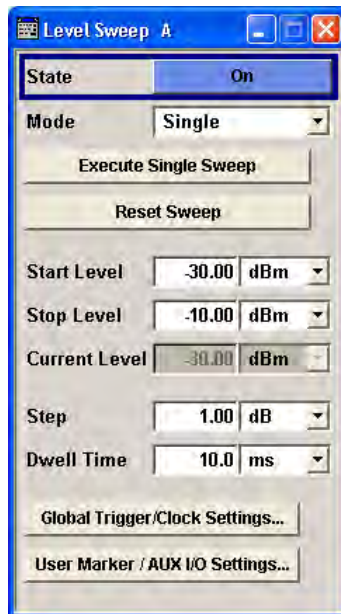 Level Sweep A
State On
Mode Single
Execute Single Sweep
Reset Sweep
Start Level -30.00 dBm
Stop Level -10.00 dBm
Current Level -30.00 dBm
Step 1.00 dB
Dwell Time 10.0 ms
Global Trigger/Clock Settings...
User Marker / AUX I/O Settings...